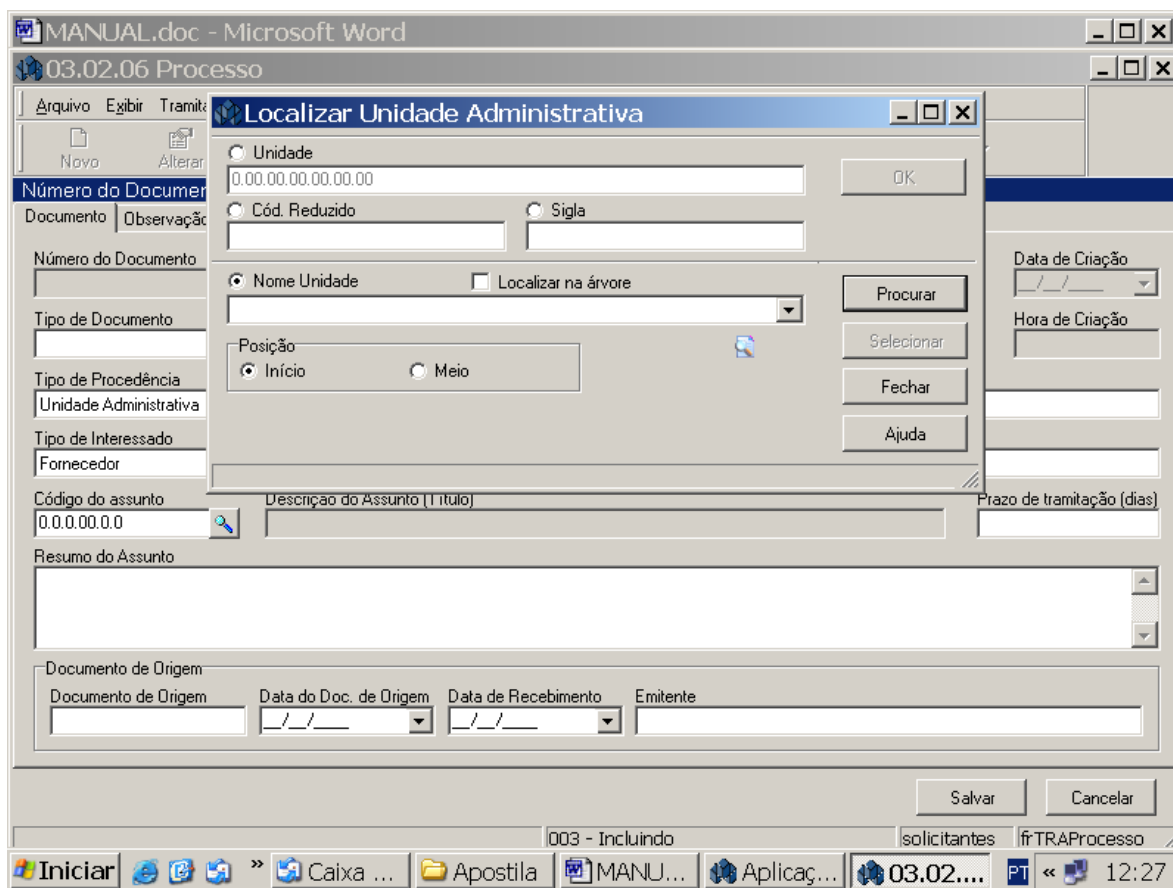 MANUAL.doc - Microsoft Word
03.02.06 Processo
Arquivo Exibir Tramita
Novo Alterar
Localizar Unidade Administrativa
Unidade
0.00.00.00.00.00.00
OK
Cód. Reduzido Sigla
Nome Unidade Localizar na árvore
Procurar
Posição
Início Meio
Selecionar
Fechar
Ajuda
Número do Documen
Documento Observaçã
Número do Documento
Data de Criação
__/__/____
Tipo de Documento
Hora de Criação
Tipo de Procedência
Unidade Administrativa
Tipo de Interessado
Fornecedor
Código do assunto Descrição do Assunto (Título) Prazo de tramitação (dias)
0.0.0.00.0.0
Resumo do Assunto
Documento de Origem
Documento de Origem Data do Doc. de Origem Data de Recebimento Emitente
__/__/____ __/__/____
Salvar Cancelar
003 - Incluindo solicitantes frTRAProcesso
Iniciar » Caixa ... Apostila MANU... Aplicaç... 03.02.... PT « 12:27